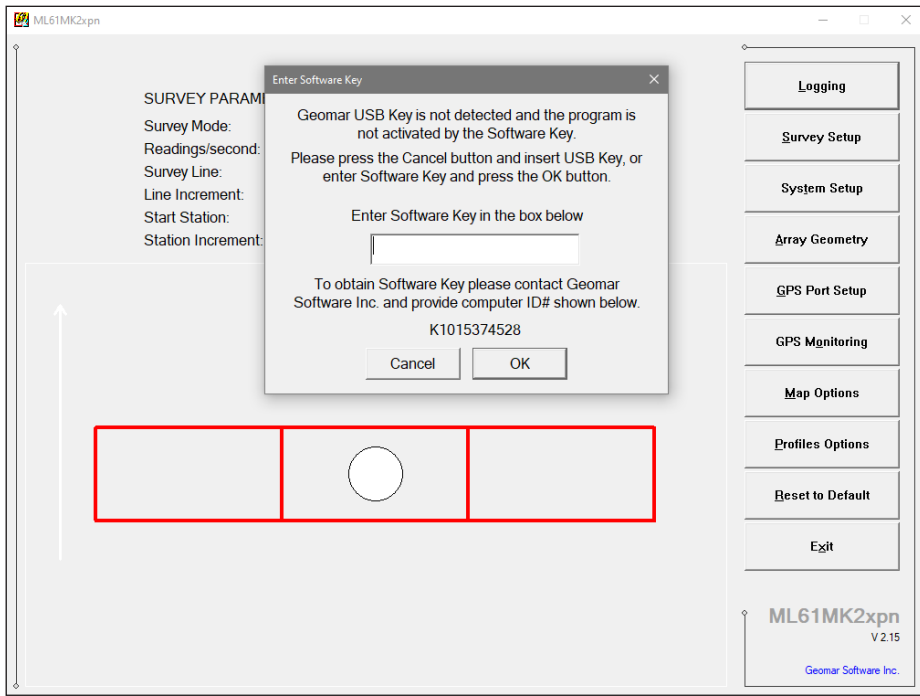 ML61MK2xpn
SURVEY PARAM
Survey Mode:
Readings/second:
Survey Line:
Line Increment:
Start Station:
Station Increment:
Enter Software Key
Geomar USB Key is not detected and the program is
not activated by the Software Key.
Please press the Cancel button and insert USB Key, or
enter Software Key and press the OK button.
Enter Software Key in the box below
To obtain Software Key please contact Geomar
Software Inc. and provide computer ID# shown below.
K1015374528
Cancel
OK
Logging
Survey Setup
System Setup
Array Geometry
GPS Port Setup
GPS Monitoring
Map Options
Profiles Options
Reset to Default
Exit
ML61MK2xpn
V 2.15
Geomar Software Inc.